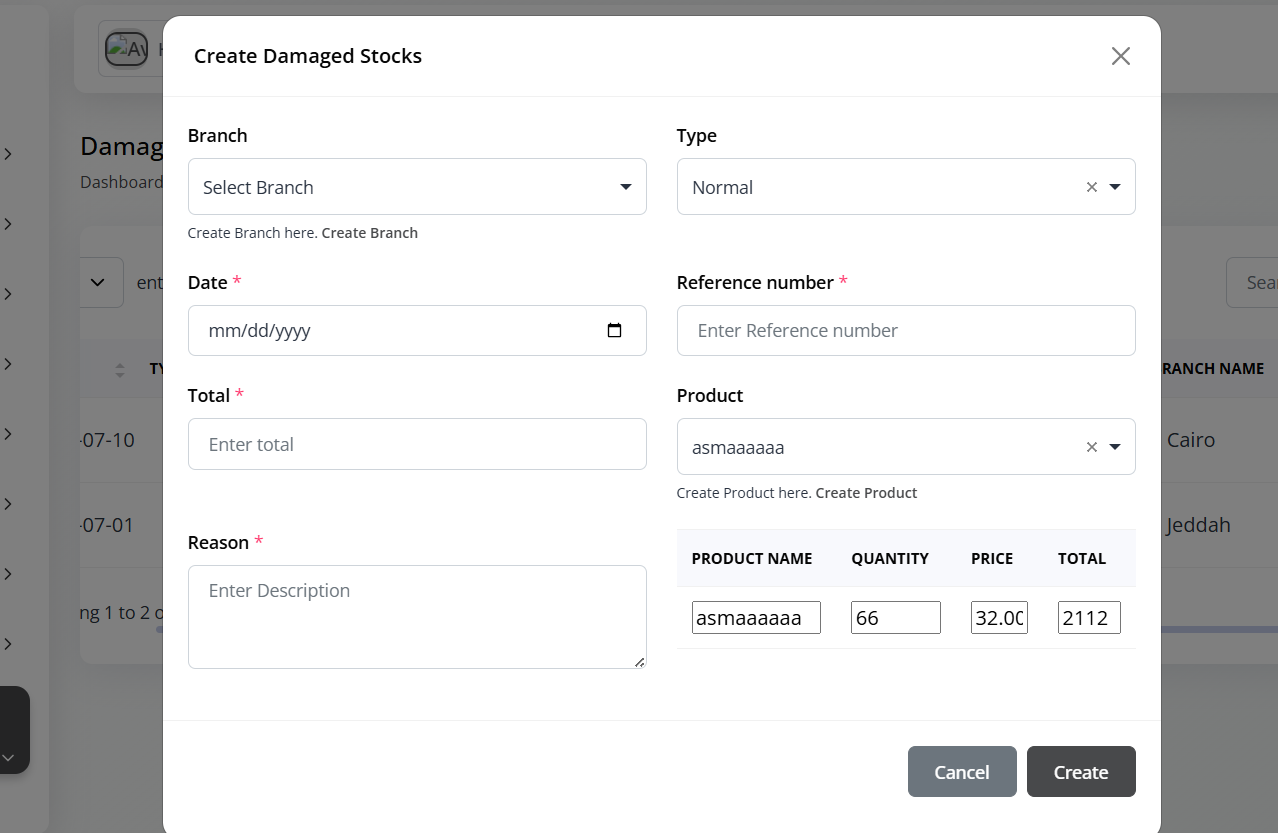 Create Damaged Stocks
Damag
Dashboard
Branch
Type
Select Branch
Normal
Create Branch here. Create Branch
Date *
Reference number *
ent
mm/dd/yyyy
Enter Reference number
Sea
TY
RANCH NAME
Total *
Product
Enter total
asmaaaaaa
-07-10
Cairo
Create Product here. Create Product
-07-01
Jeddah
Reason *
PRODUCT NAME QUANTITY PRICE TOTAL
Enter Description
asmaaaaaa 66 32.00 2112
ng 1 to 2 o
Cancel
Create